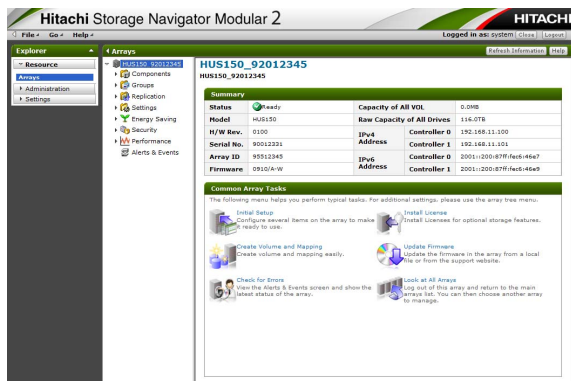 Hitachi Storage Navigator Modular 2
HITACHI
File Go Help
Logged in as: system Close Logout
Explorer
Arrays
Refresh Information Help
Resource
Arrays
Administration
Settings
HUS150_92012345
Components
Groups
Replication
Settings
Energy Saving
Security
Performance
Alerts & Events
HUS150_92012345
HUS150_92012345
Summary
Status Ready Capacity of All VOL 0.0MB
Model HUS150 Raw Capacity of All Drives 116.0TB
H/W Rev. 0100 IPv4 Address Controller 0 192.168.11.100
Serial No. 90012331 Controller 1 192.168.11.101
Array ID 95512345 IPv6 Address Controller 0 2001::200:87ff:fec6:46e7
Firmware 0910/A-W Controller 1 2001::200:87ff:fec6:46e9
Common Array Tasks
The following menu helps you perform typical tasks. For additional settings, please use the array tree menu.
Initial Setup
Configure several items on the array to make
it ready to use.
Install License
Install Licenses for optional storage features.
Create Volume and Mapping
Create volume and mapping easily.
Update Firmware
Update the firmware in the array from a local
file or from the support website.
Check for Errors
View the Alerts & Events screen and show the
latest status of the array.
Look at All Arrays
Log out of this array and return to the main
arrays list. You can then choose another array
to manage.